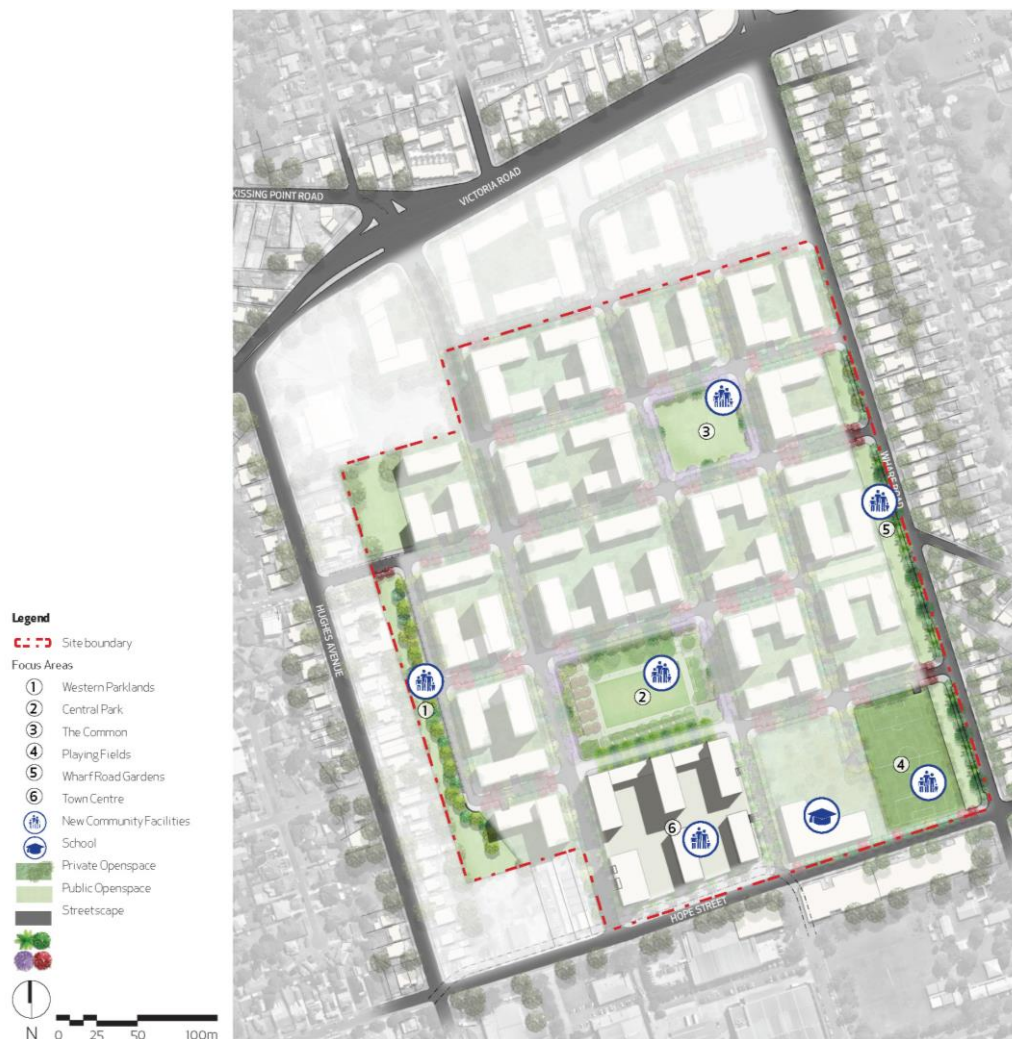 KISSING POINT ROAD
VICTORIA ROAD
3
WHARF ROAD
5
HUGHES AVENUE
1
2
4
6
HOPE STREET
Legend
Site boundary
Focus Areas
1 Western Parklands
2 Central Park
3 The Common
4 Playing Fields
5 Wharf Road Gardens
6 Town Centre
New Community Facilities
School
Private Openspace
Public Openspace
Streetscape
N 0 25 50 100m